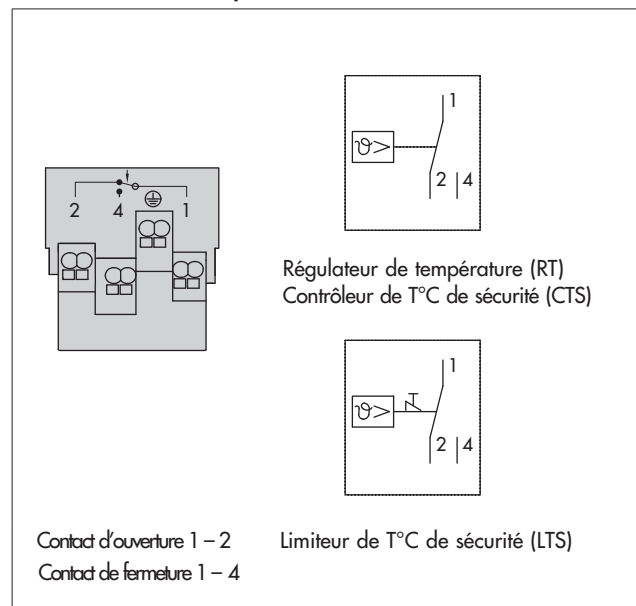 1
ϑ>
2 4
2 4 1
Régulateur de température (RT)
Contrôleur de T°C de sécurité (CTS)
1
ϑ>
2 4
Contact d'ouverture 1 – 2
Limiteur de T°C de sécurité (LTS)
Contact de fermeture 1 – 4